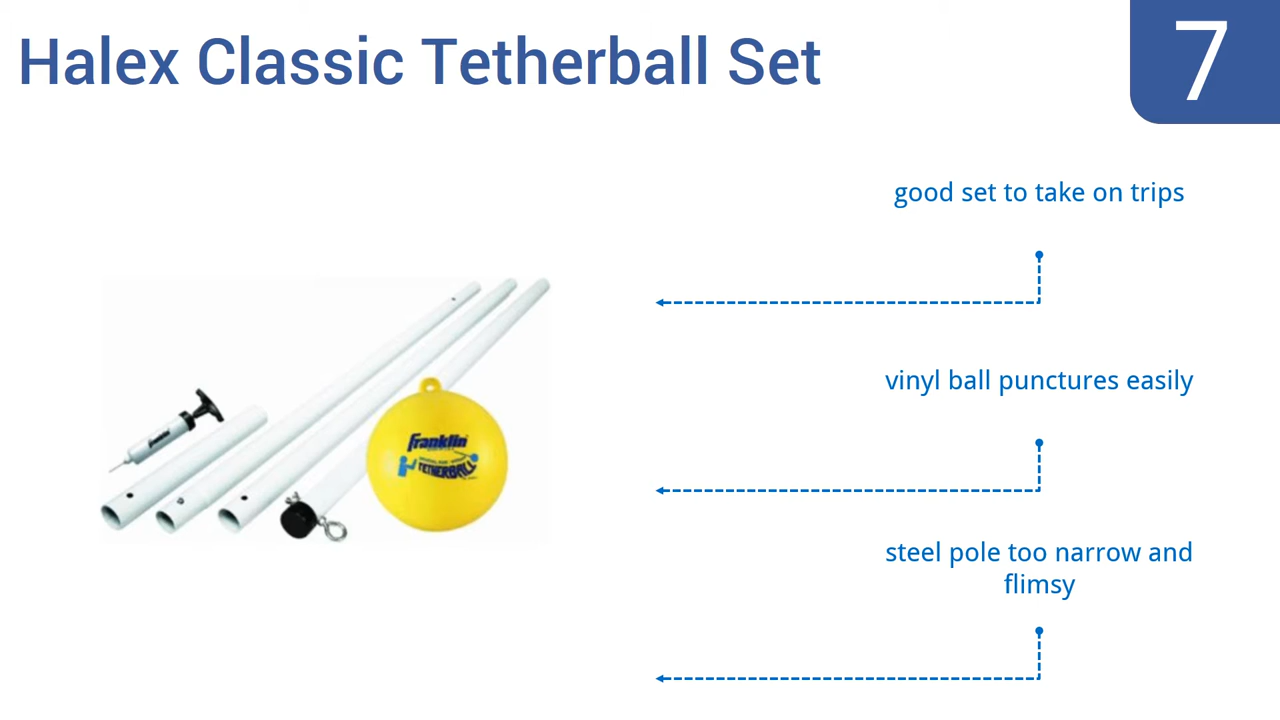 Halex Classic Tetherball Set
7
good set to take on trips
vinyl ball punctures easily
steel pole too narrow and
flimsy
Franklin
TETHERBALL